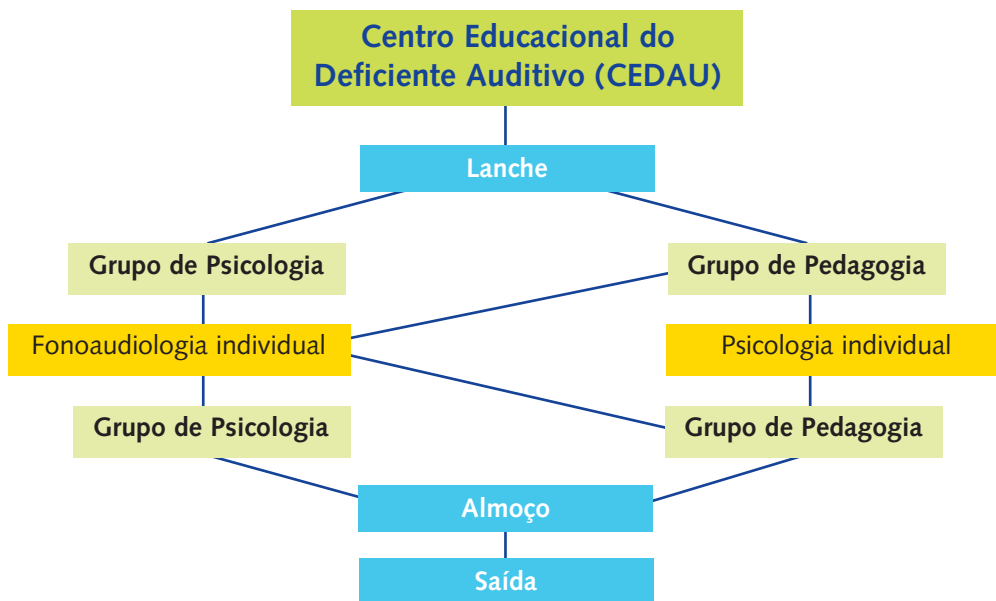 Centro Educacional do
Deficiente Auditivo (CEDAU)
Lanche
Grupo de Psicologia
Grupo de Pedagogia
Fonoaudiologia individual
Psicologia individual
Grupo de Psicologia
Grupo de Pedagogia
Almoço
Saída